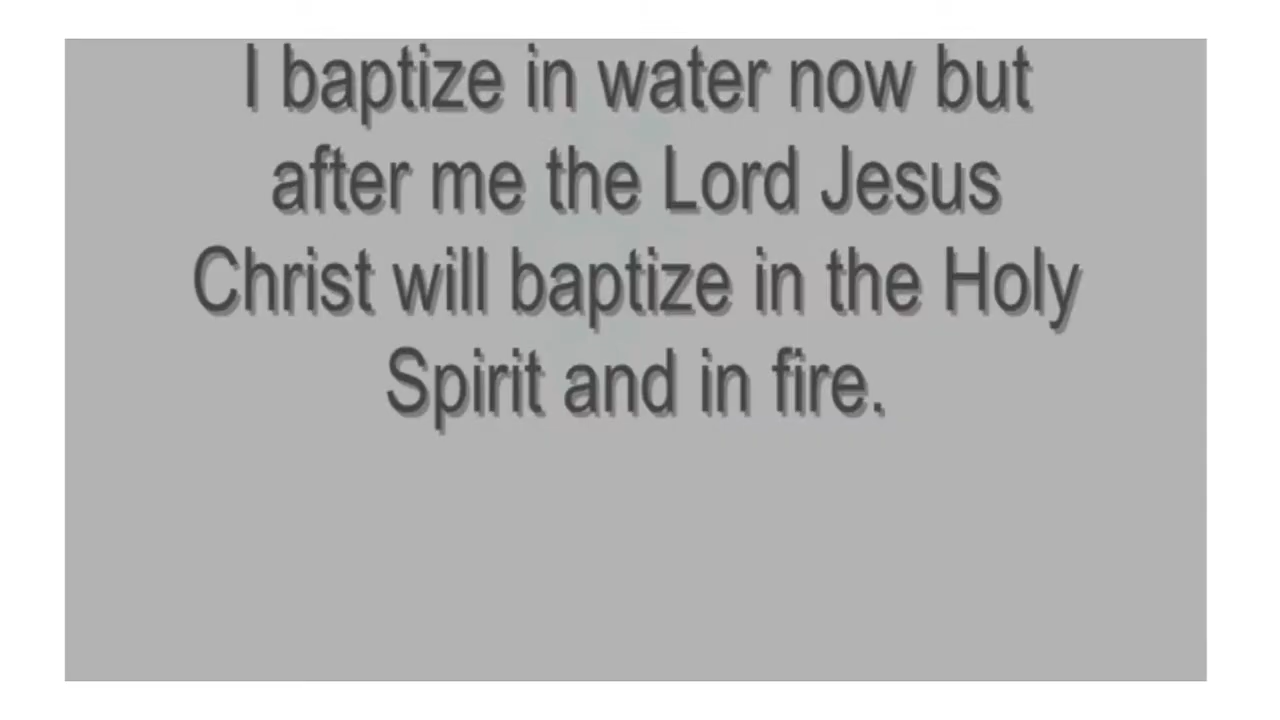 I baptize in water now but
after me the Lord Jesus
Christ will baptize in the Holy
Spirit and in fire.